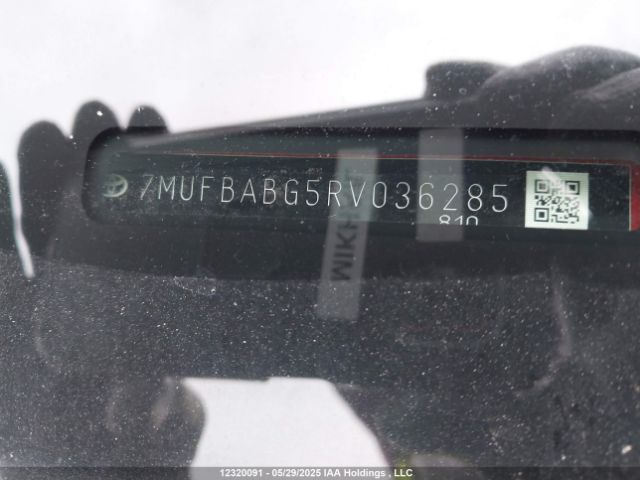 7MUFBABG5RV036285
810
12320091 - 05/29/2025 IAA Holdings , LLC